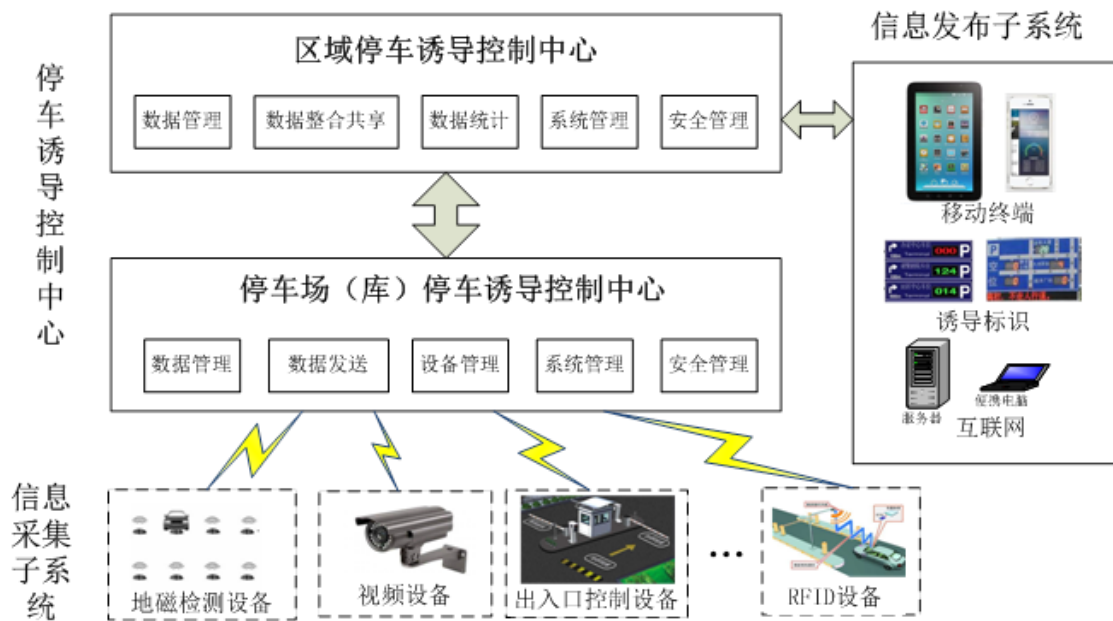 信息发布子系统
区域停车诱导控制中心
数据管理
数据整合共享
数据统计
系统管理
安全管理
停
车
诱
导
控
制
中
心
停车场（库）停车诱导控制中心
数据管理
数据发送
设备管理
系统管理
安全管理
移动终端
000
124
014
P
P
P
P
空
位
诱导标识
服务器
便携电脑
互联网
信息
采集
子系
统
地磁检测设备
视频设备
出入口控制设备
...
RFID设备